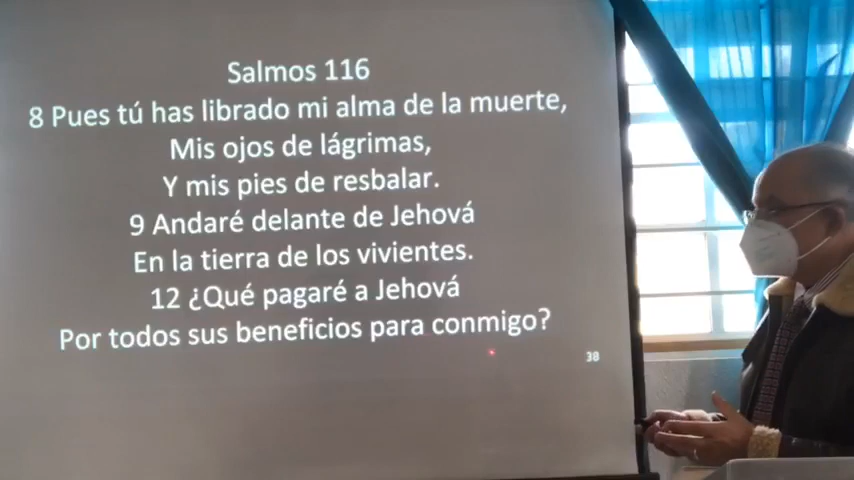 Salmos 116
8 Pues tú has librado mi alma de la muerte,
Mis ojos de lágrimas,
Y mis pies de resbalar.
9 Andaré delante de Jehová
En la tierra de los vivientes.
12 ¿Qué pagaré a Jehová
Por todos sus beneficios para conmigo?
38